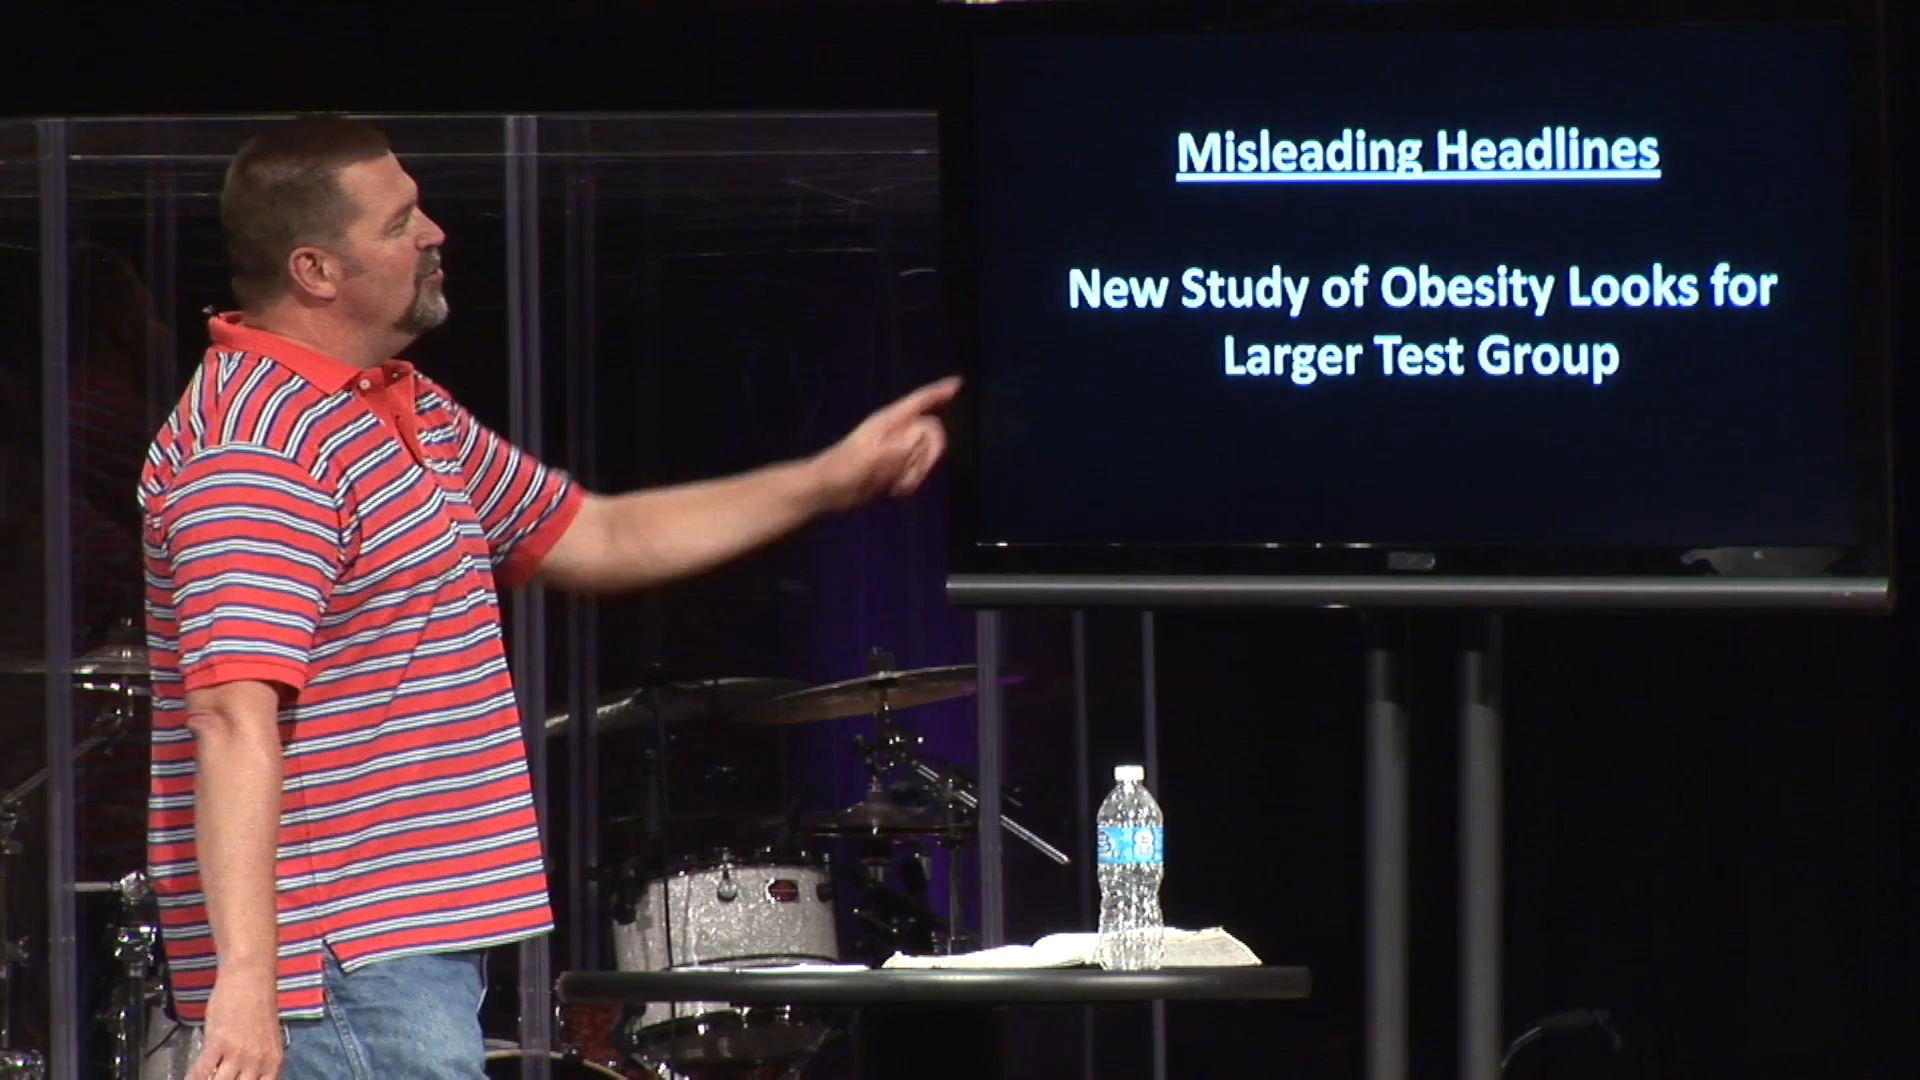 Misleading Headlines
New Study of Obesity Looks for
Larger Test Group